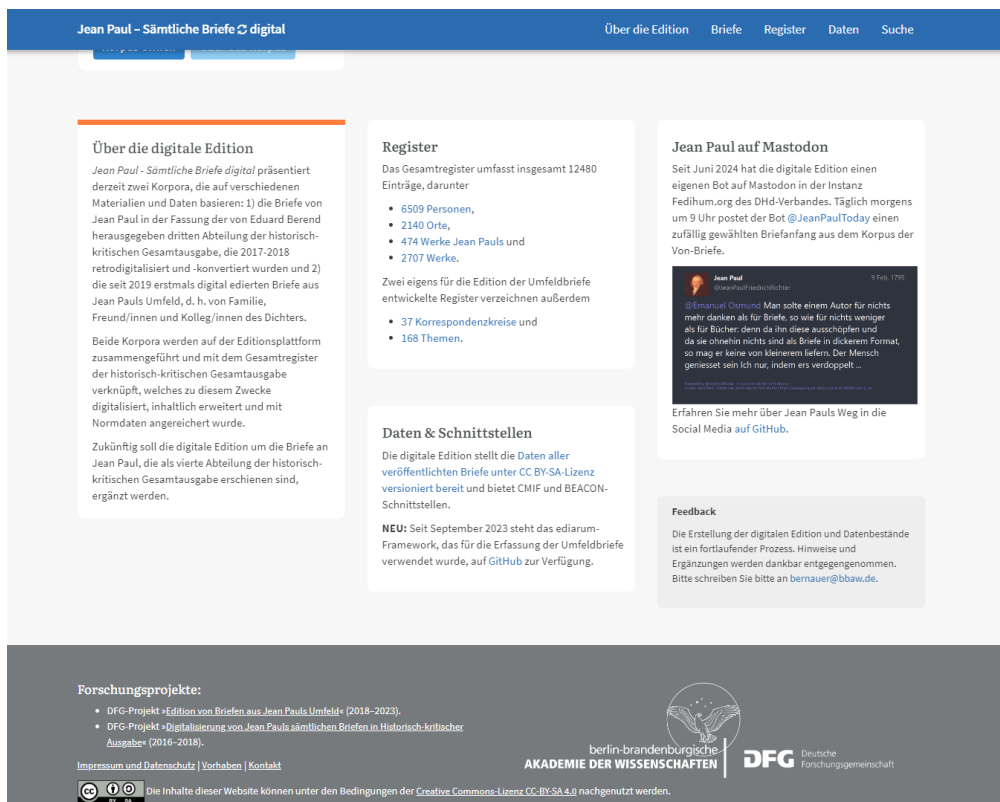 Jean Paul – Sämtliche Briefe digital
Über die Edition Briefe Register Daten Suche
Über die digitale Edition
Jean Paul - Sämtliche Briefe digital präsentiert
derzeit zwei Korpora, die auf verschiedenen
Materialien und Daten basieren: 1) die Briefe von
Jean Paul in der Fassung der von Eduard Berend
herausgegeben dritten Abteilung der historisch-
kritischen Gesamtausgabe, die 2017-2018
retrodigitalisiert und -konvertiert wurden und 2)
die seit 2019 erstmals digital edierten Briefe aus
Jean Pauls Umfeld, d. h. von Familie,
Freund/innen und Kolleg/innen des Dichters.
Beide Korpora werden auf der Editionsplattform
zusammengeführt und mit dem Gesamtregister
der historisch-kritischen Gesamtausgabe
verknüpft, welches zu diesem Zwecke
digitalisiert, inhaltlich erweitert und mit
Normdaten angereichert wurde.
Zukünftig soll die digitale Edition um die Briefe an
Jean Paul, die als vierte Abteilung der historisch-
kritischen Gesamtausgabe erschienen sind,
ergänzt werden.
Register
Das Gesamtregister umfasst insgesamt 12480
Einträge, darunter
• 6509 Personen,
• 2140 Orte,
• 474 Werke Jean Pauls und
• 2707 Werke.
Zwei eigens für die Edition der Umfeldbriefe
entwickelte Register verzeichnen außerdem
• 37 Korrespondenzkreise und
• 168 Themen.
Daten & Schnittstellen
Die digitale Edition stellt die Daten aller
veröffentlichten Briefe unter CC BY-SA-Lizenz
versioniert bereit und bietet CMIF und BEACON-
Schnittstellen.
NEU: Seit September 2023 steht das ediarum-
Framework, das für die Erfassung der Umfeldbriefe
verwendet wurde, auf GitHub zur Verfügung.
Jean Paul auf Mastodon
Seit Juni 2024 hat die digitale Edition einen
eigenen Bot auf Mastodon in der Instanz
Fedihum.org des DHd-Verbandes. Täglich morgens
um 9 Uhr postet der Bot @JeanPaulToday einen
zufällig gewählten Briefanfang aus dem Korpus der
Von-Briefe.
Jean Paul 9 Feb, 1795
@JeanPaulFriedrichRichter
@Emanuel Osmund Man solte einem Autor für nichts
mehr danken als für Briefe, so wie für nichts weniger
als für Bücher: denn da ihn diese ausschöpfen und
da sie ohnehin nichts sind als Briefe in dickerem Format,
so mag er keine von kleinerem liefern. Der Mensch
geniesset sein Ich nur, indem ers verdoppelt ...
Erfahren Sie mehr über Jean Pauls Weg in die
Social Media auf GitHub.
Feedback
Die Erstellung der digitalen Edition und Datenbestände
ist ein fortlaufender Prozess. Hinweise und
Ergänzungen werden dankbar entgegengenommen.
Bitte schreiben Sie bitte an bernauer@bbaw.de.
Forschungsprojekte:
• DFG-Projekt »Edition von Briefen aus Jean Pauls Umfeld« (2018–2023).
• DFG-Projekt »Digitalisierung von Jean Pauls sämtlichen Briefen in Historisch-kritischer
Ausgabe« (2016–2018).
Impressum und Datenschutz | Vorhaben | Kontakt
berlin-brandenburgische
AKADEMIE DER WISSENSCHAFTEN
DFG Deutsche
Forschungsgemeinschaft
cc BY SA Die Inhalte dieser Website können unter den Bedingungen der Creative Commons-Lizenz CC-BY-SA 4.0 nachgenutzt werden.